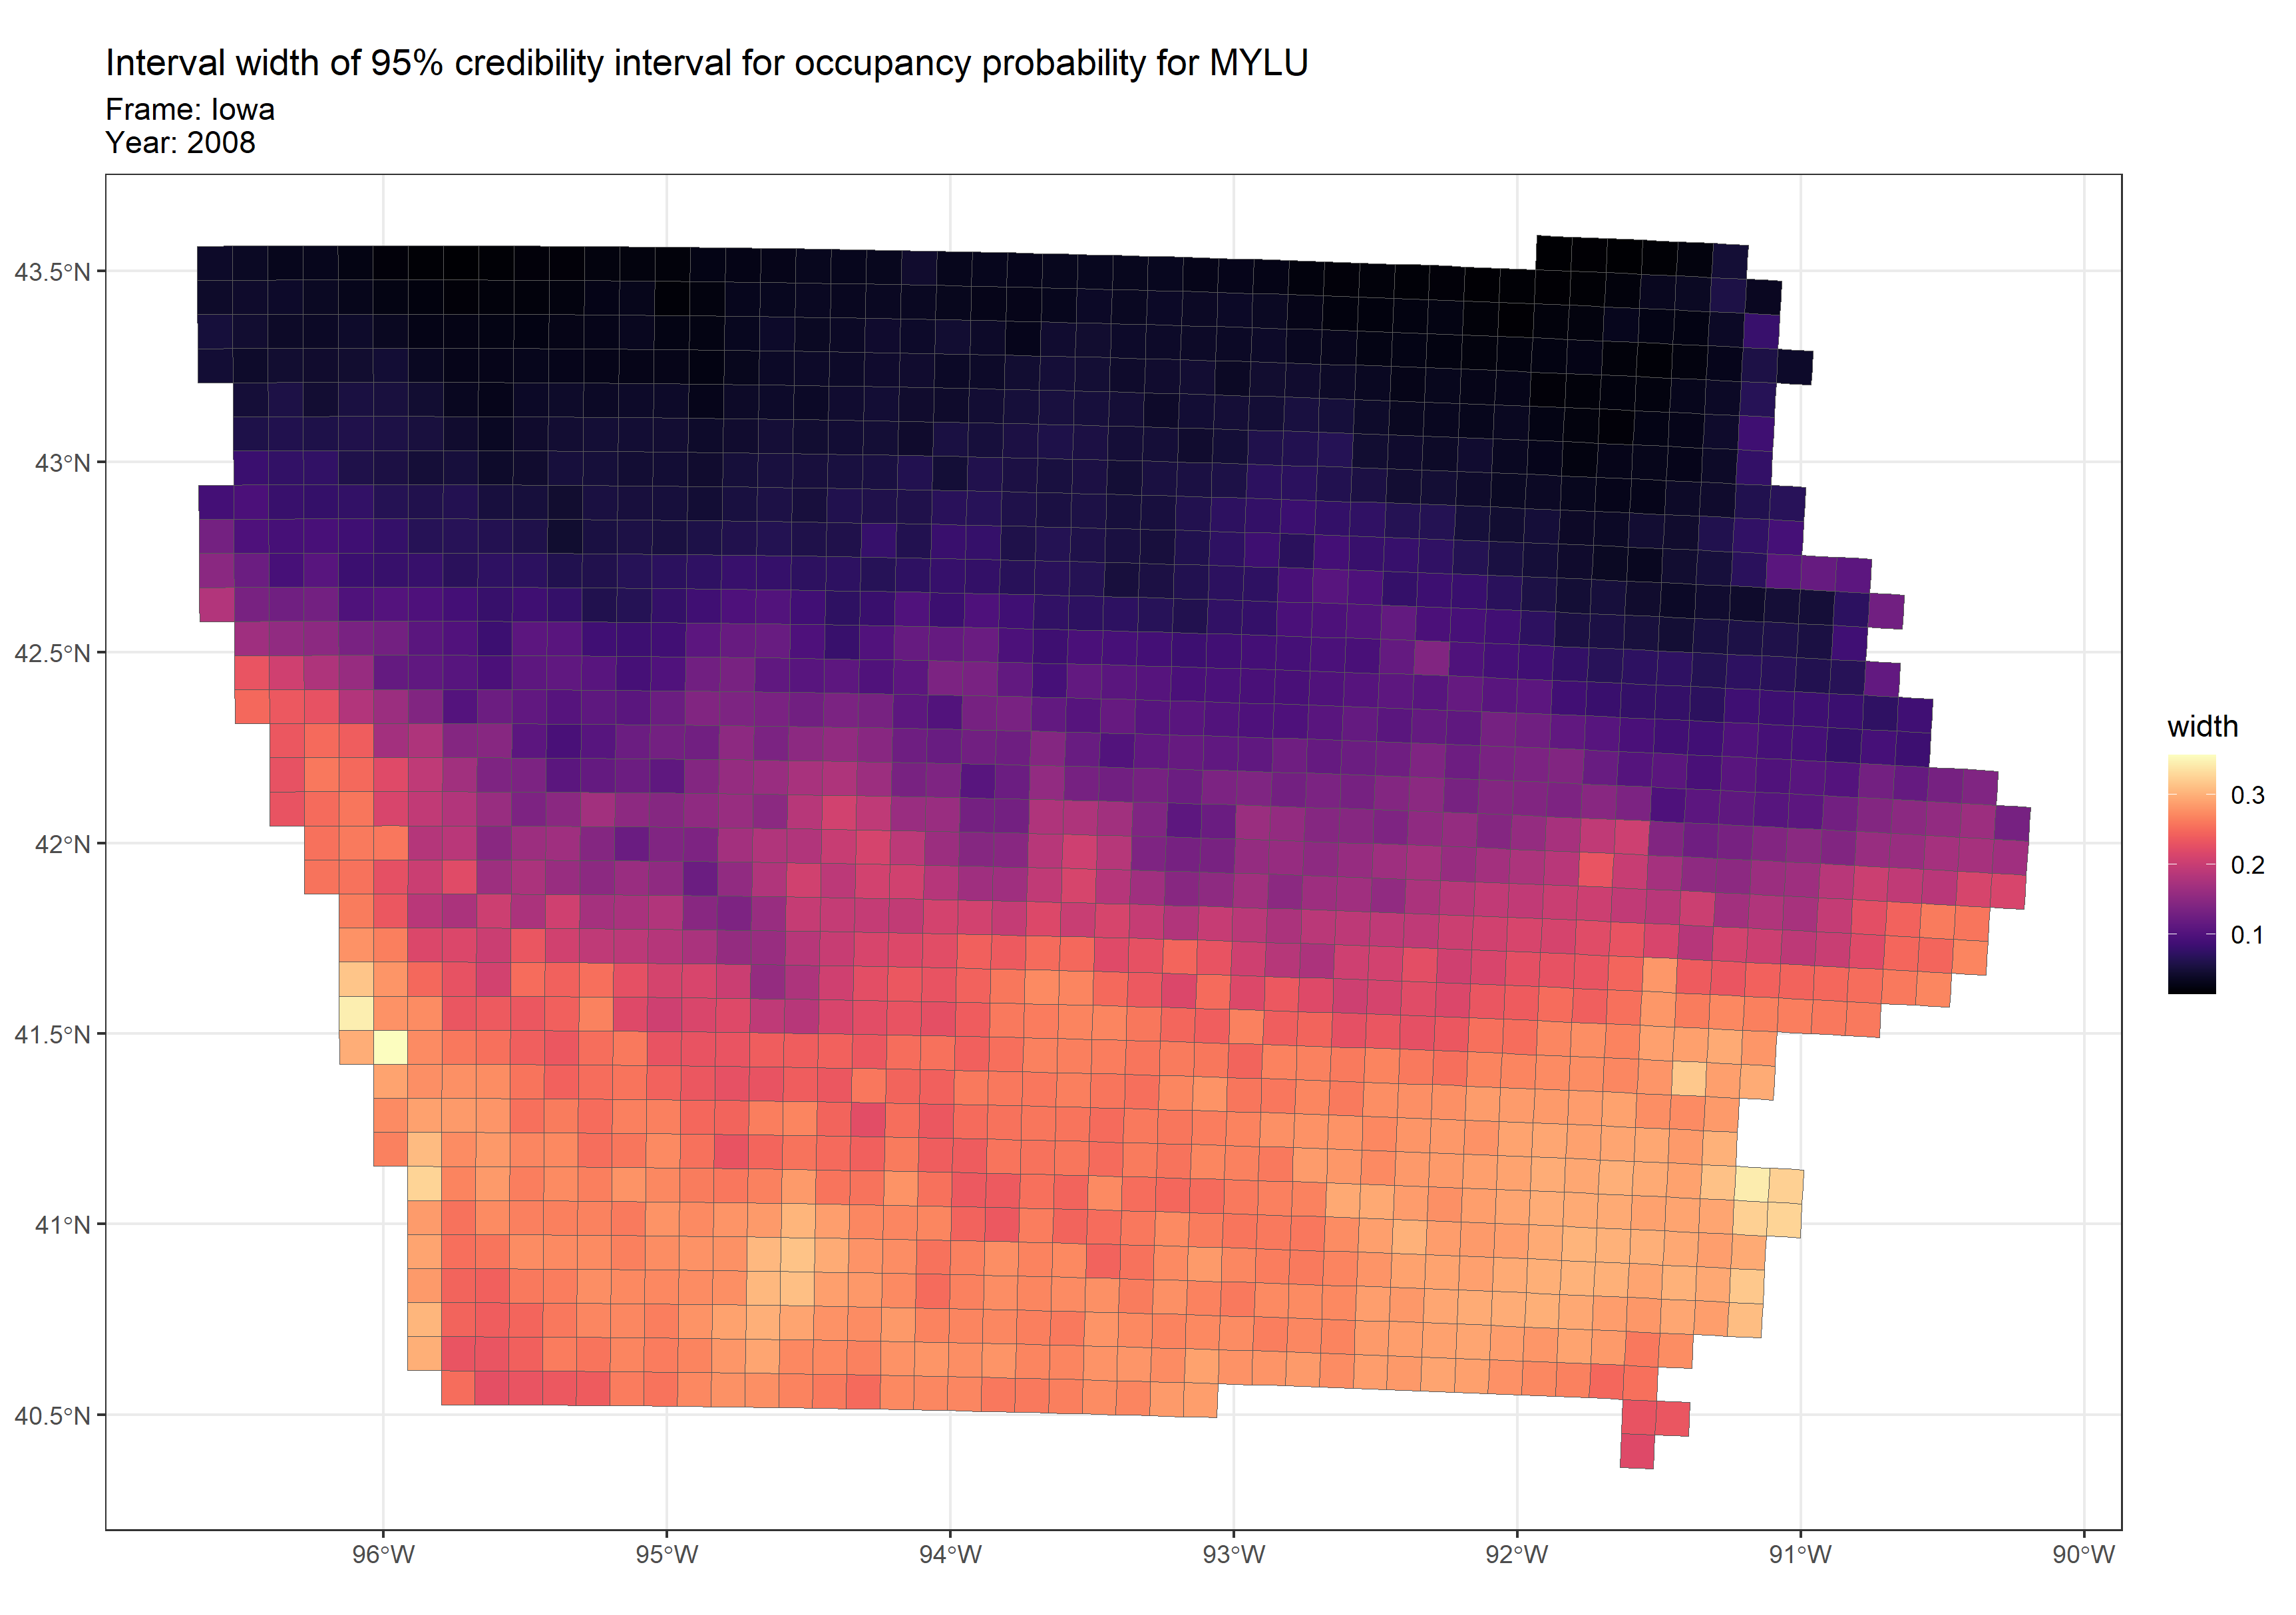 Interval width of 95% credibility interval for occupancy probability for MYLU
Frame: Iowa
Year: 2008
43.5°N
43°N
42.5°N
42°N
41.5°N
41°N
40.5°N
96°W
95°W
94°W
93°W
92°W
91°W
90°W
width
0.3
0.2
0.1